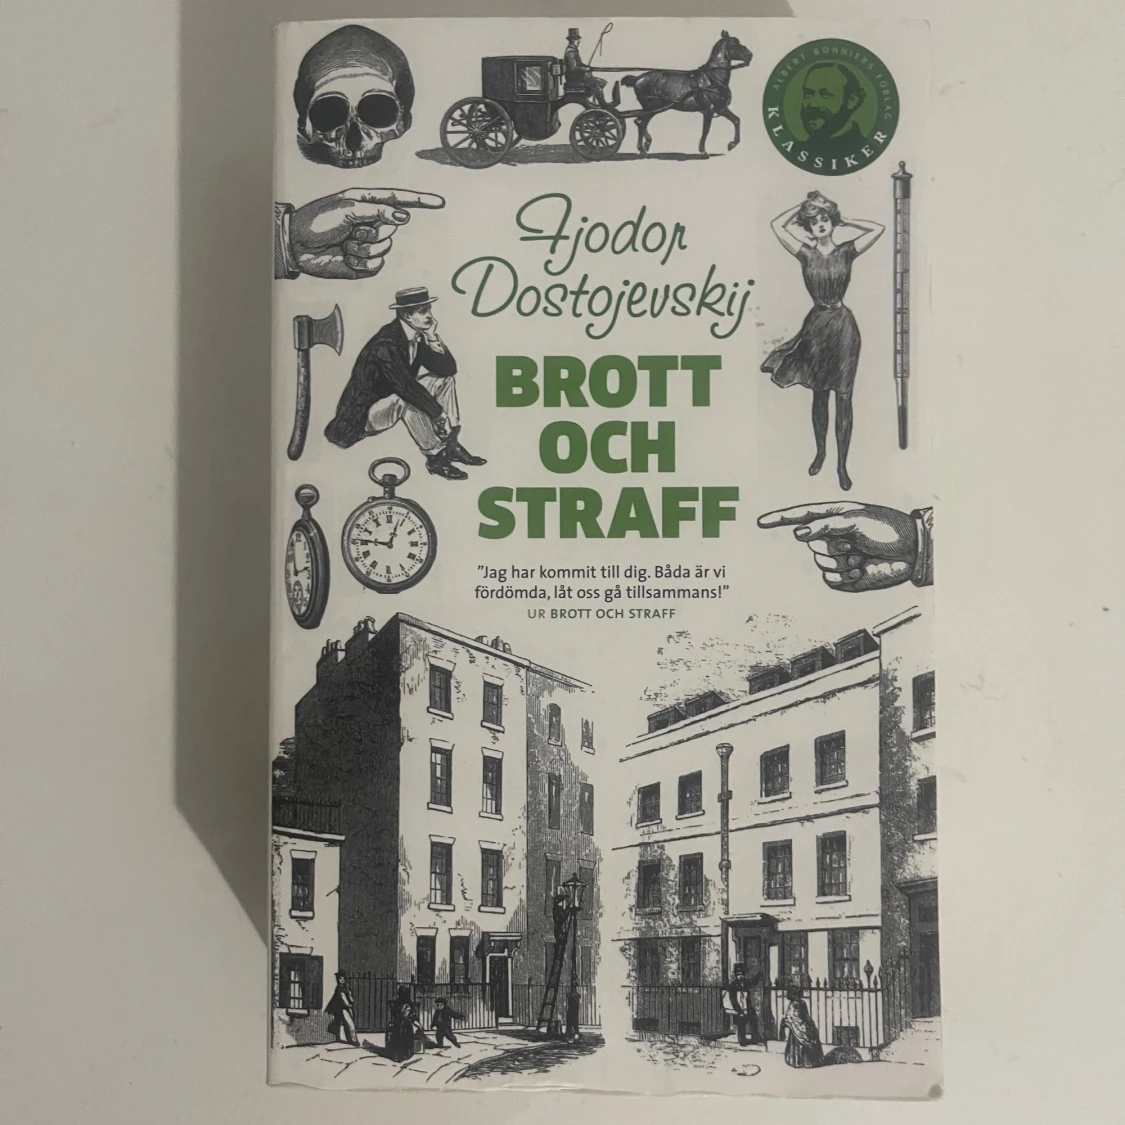 ALBERT BONNIERS FÖRLAG
KLASSIKER
Fjodor
Dostojevskij
BROTT
OCH
STRAFF
”Jag har kommit till dig. Båda är vi
fördömda, låt oss gå tillsammans!”
UR BROTT OCH STRAFF